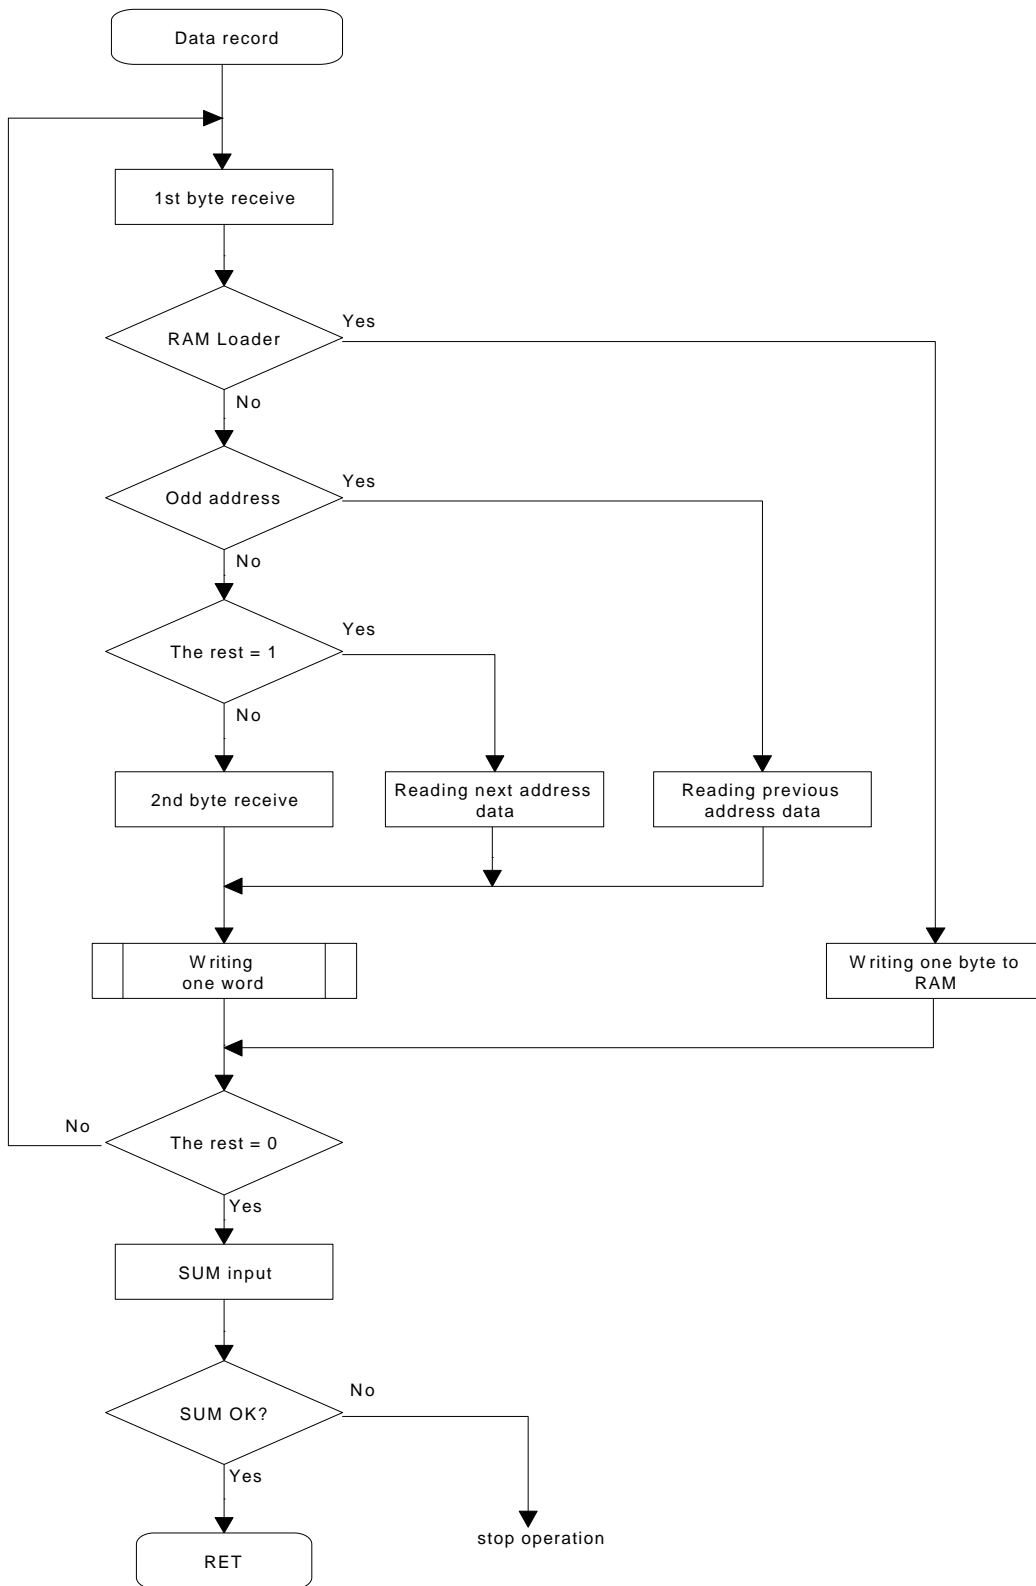 Data record
1st byte receive
RAM Loader
Yes
No
Odd address
Yes
No
The rest = 1
Yes
No
2nd byte receive
Reading next address
data
Reading previous
address data
Writing
one word
Writing one byte to
RAM
No
The rest = 0
Yes
SUM input
SUM OK?
No
Yes
stop operation
RET